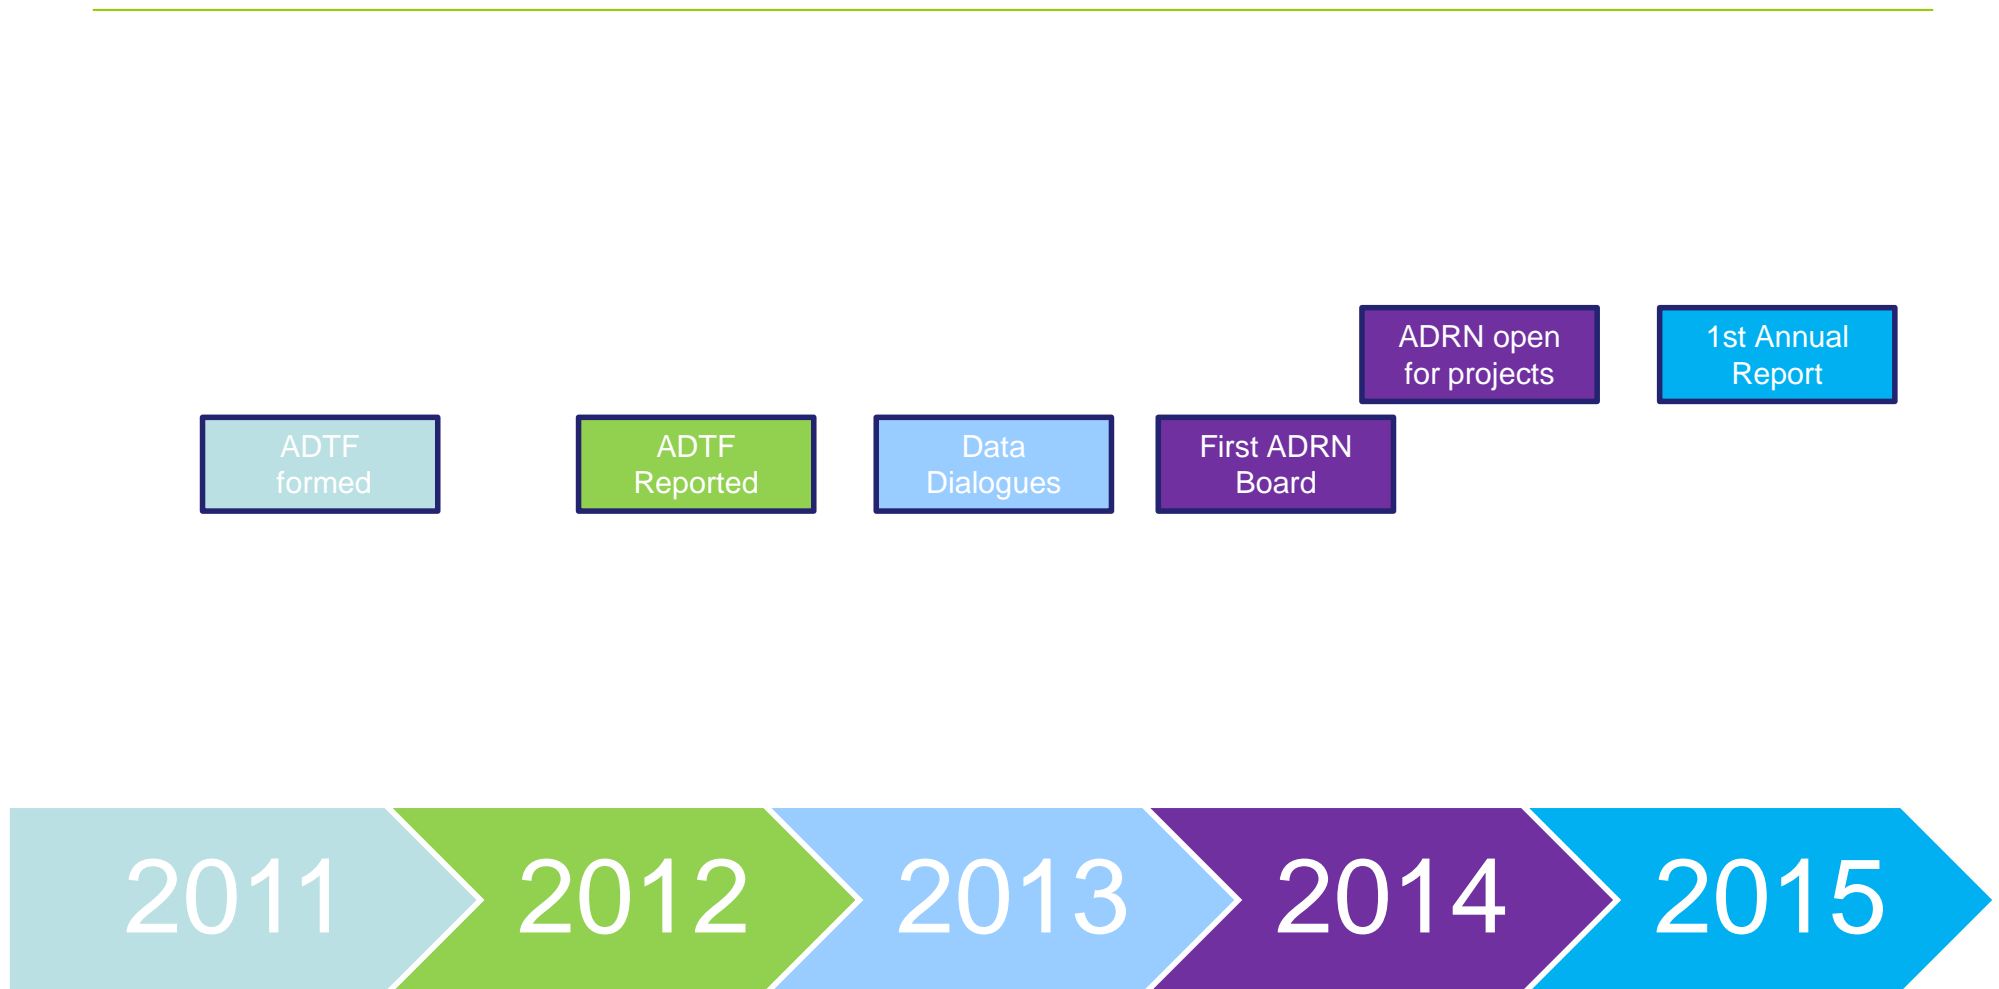 ADTF
formed
ADTF
Reported
Data
Dialogues
First ADRN
Board
ADRN open
for projects
1st Annual
Report
2011
2012
2013
2014
2015